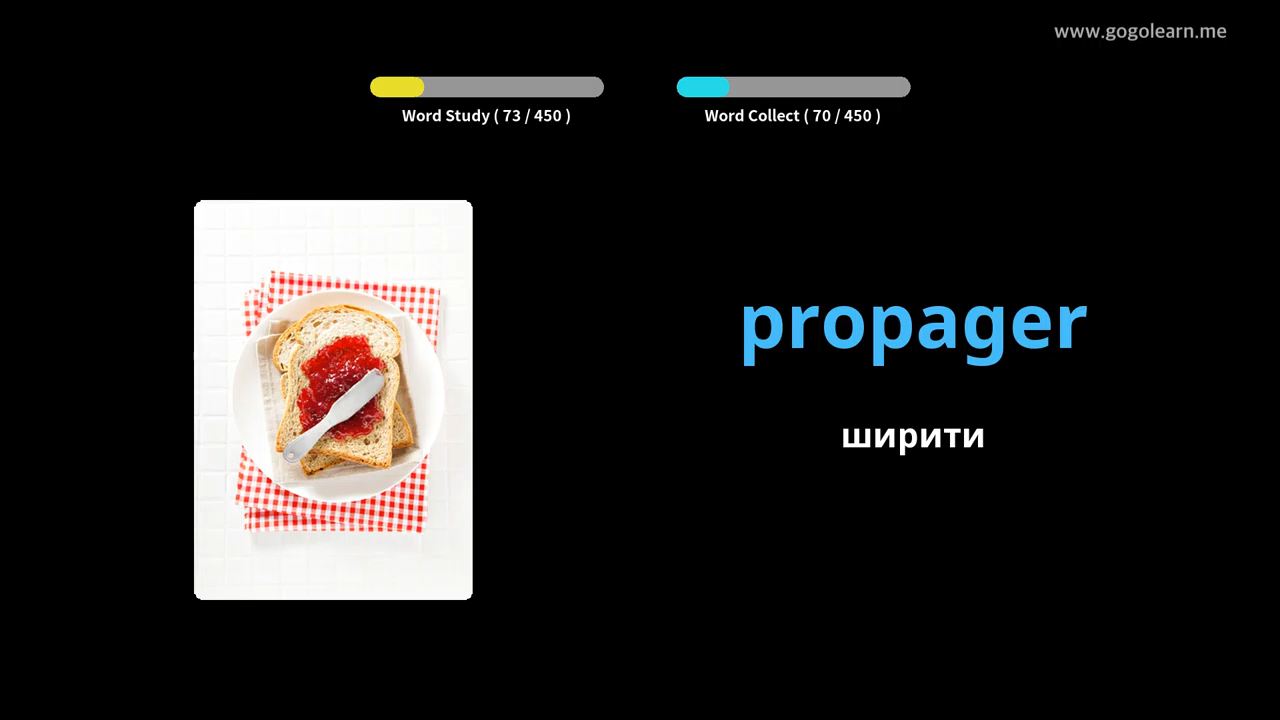 www.gogolearn.me
Word Study ( 73 / 450 )
Word Collect ( 70 / 450 )
propager
ширити